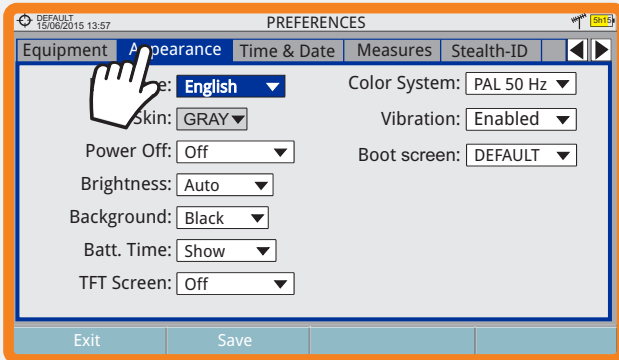 DEFAULT
15/06/2015 13:57
PREFERENCES
5h15
Equipment Appearance Time & Date Measures Stealth-ID
English
Color System: PAL 50 Hz
Skin: GRAY
Vibration: Enabled
Power Off: Off
Boot screen: DEFAULT
Brightness: Auto
Background: Black
Batt. Time: Show
TFT Screen: Off
Exit Save